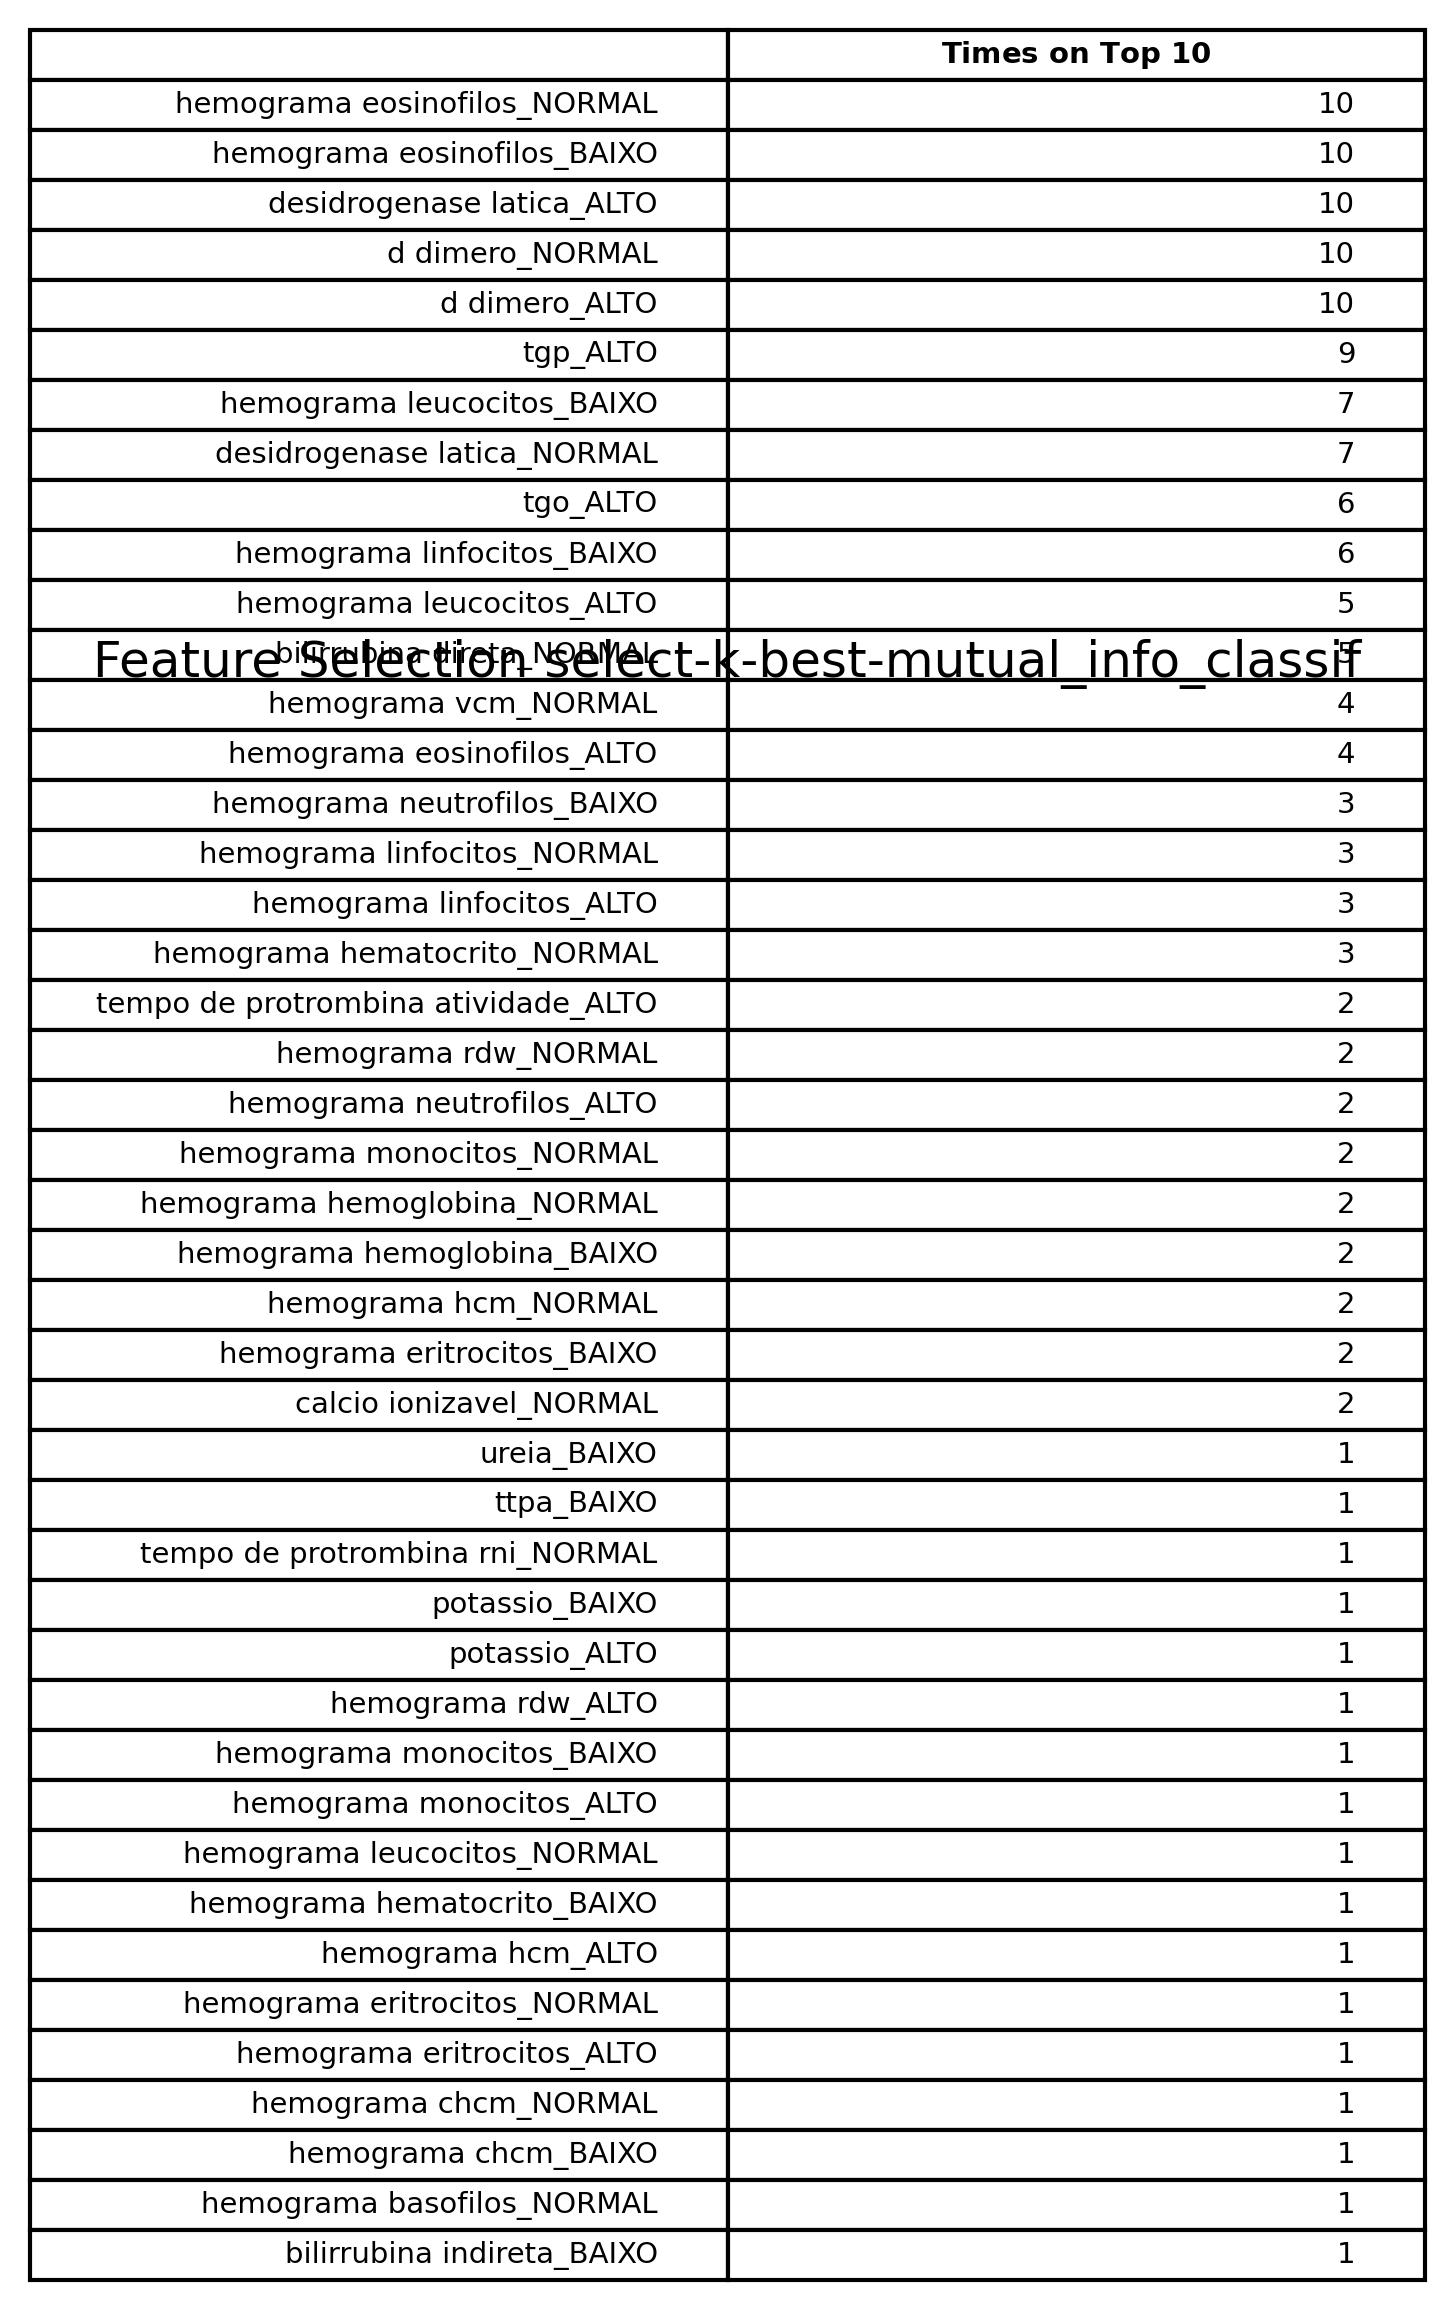 Times on Top 10
hemograma eosinofilos_NORMAL 10
hemograma eosinofilos_BAIXO 10
desidrogenase latica_ALTO 10
d dimero_NORMAL 10
d dimero_ALTO 10
tgp_ALTO 9
hemograma leucocitos_BAIXO 7
desidrogenase latica_NORMAL 7
tgo_ALTO 6
hemograma linfocitos_BAIXO 6
hemograma leucocitos_ALTO 5
bilirrubina direta_NORMAL 5
Feature Selection select-k-best-mutual_info_classif
hemograma vcm_NORMAL 4
hemograma eosinofilos_ALTO 4
hemograma neutrofilos_BAIXO 3
hemograma linfocitos_NORMAL 3
hemograma linfocitos_ALTO 3
hemograma hematocrito_NORMAL 3
tempo de protrombina atividade_ALTO 2
hemograma rdw_NORMAL 2
hemograma neutrofilos_ALTO 2
hemograma monocitos_NORMAL 2
hemograma hemoglobina_NORMAL 2
hemograma hemoglobina_BAIXO 2
hemograma hcm_NORMAL 2
hemograma eritrocitos_BAIXO 2
calcio ionizavel_NORMAL 2
ureia_BAIXO 1
ttpa_BAIXO 1
tempo de protrombina rni_NORMAL 1
potassio_BAIXO 1
potassio_ALTO 1
hemograma rdw_ALTO 1
hemograma monocitos_BAIXO 1
hemograma monocitos_ALTO 1
hemograma leucocitos_NORMAL 1
hemograma hematocrito_BAIXO 1
hemograma hcm_ALTO 1
hemograma eritrocitos_NORMAL 1
hemograma eritrocitos_ALTO 1
hemograma chcm_NORMAL 1
hemograma chcm_BAIXO 1
hemograma basofilos_NORMAL 1
bilirrubina indireta_BAIXO 1